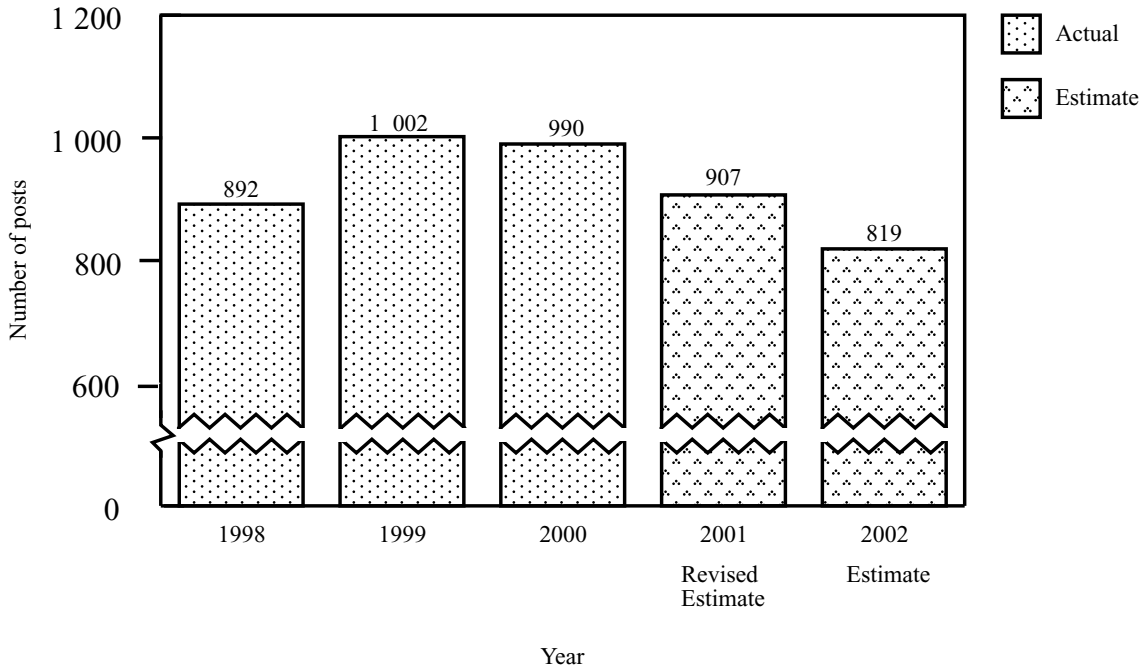 1 200
1 000
800
600
0
Number of posts
892
1 002
990
907
819
1998
1999
2000
2001
2002
Revised
Estimate
Estimate
Year
Actual
Estimate